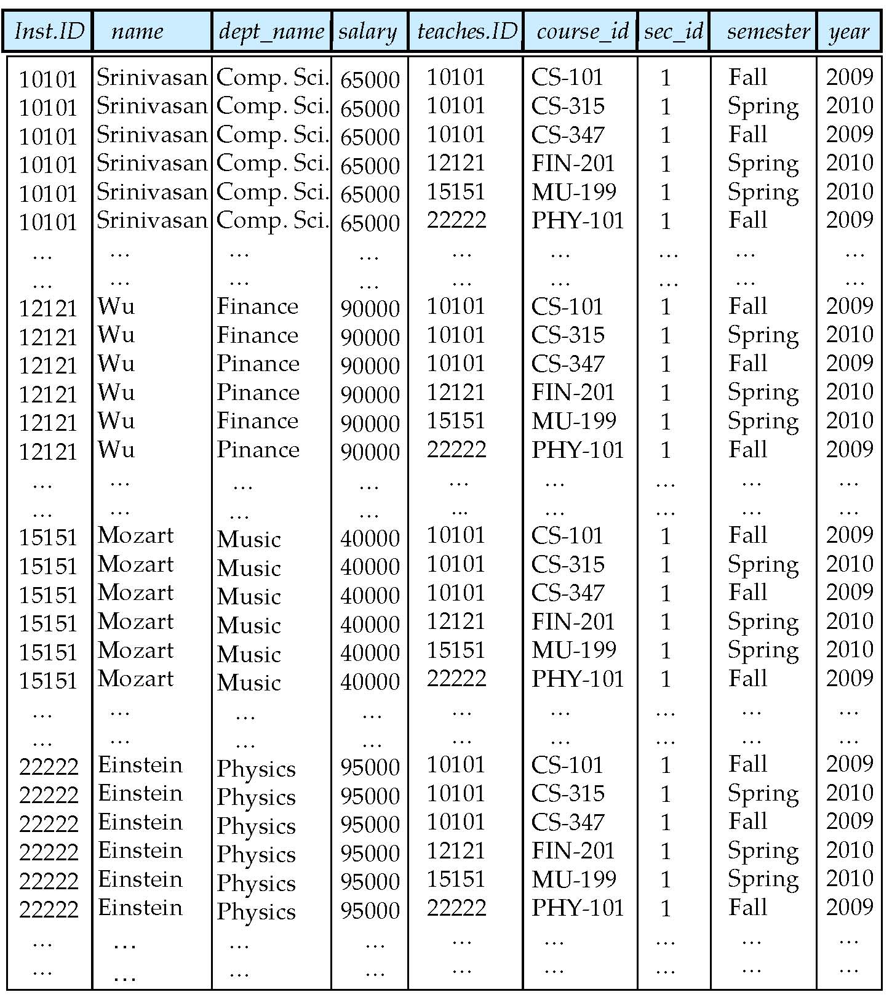 Inst.ID name dept_name salary teaches.ID course_id sec_id semester year
10101 Srinivasan Comp. Sci. 65000 10101 CS-101 1 Fall 2009
10101 Srinivasan Comp. Sci. 65000 10101 CS-315 1 Spring 2010
10101 Srinivasan Comp. Sci. 65000 10101 CS-347 1 Fall 2009
10101 Srinivasan Comp. Sci. 65000 12121 FIN-201 1 Spring 2010
10101 Srinivasan Comp. Sci. 65000 15151 MU-199 1 Spring 2010
10101 Srinivasan Comp. Sci. 65000 22222 PHY-101 1 Fall 2009
... ... ... ... ... ... ... ... ...
... ... ... ... ... ... ... ... ...
12121 Wu Finance 90000 10101 CS-101 1 Fall 2009
12121 Wu Finance 90000 10101 CS-315 1 Spring 2010
12121 Wu Pinance 90000 10101 CS-347 1 Fall 2009
12121 Wu Pinance 90000 12121 FIN-201 1 Spring 2010
12121 Wu Finance 90000 15151 MU-199 1 Spring 2010
12121 Wu Pinance 90000 22222 PHY-101 1 Fall 2009
... ... ... ... ... ... ... ... ...
... ... ... ... ... ... ... ... ...
15151 Mozart Music 40000 10101 CS-101 1 Fall 2009
15151 Mozart Music 40000 10101 CS-315 1 Spring 2010
15151 Mozart Music 40000 10101 CS-347 1 Fall 2009
15151 Mozart Music 40000 12121 FIN-201 1 Spring 2010
15151 Mozart Music 40000 15151 MU-199 1 Spring 2010
15151 Mozart Music 40000 22222 PHY-101 1 Fall 2009
... ... ... ... ... ... ... ... ...
... ... ... ... ... ... ... ... ...
22222 Einstein Physics 95000 10101 CS-101 1 Fall 2009
22222 Einstein Physics 95000 10101 CS-315 1 Spring 2010
22222 Einstein Physics 95000 10101 CS-347 1 Fall 2009
22222 Einstein Physics 95000 12121 FIN-201 1 Spring 2010
22222 Einstein Physics 95000 15151 MU-199 1 Spring 2010
22222 Einstein Physics 95000 22222 PHY-101 1 Fall 2009
... ... ... ... ... ... ... ... ...
... ... ... ... ... ... ... ... ...